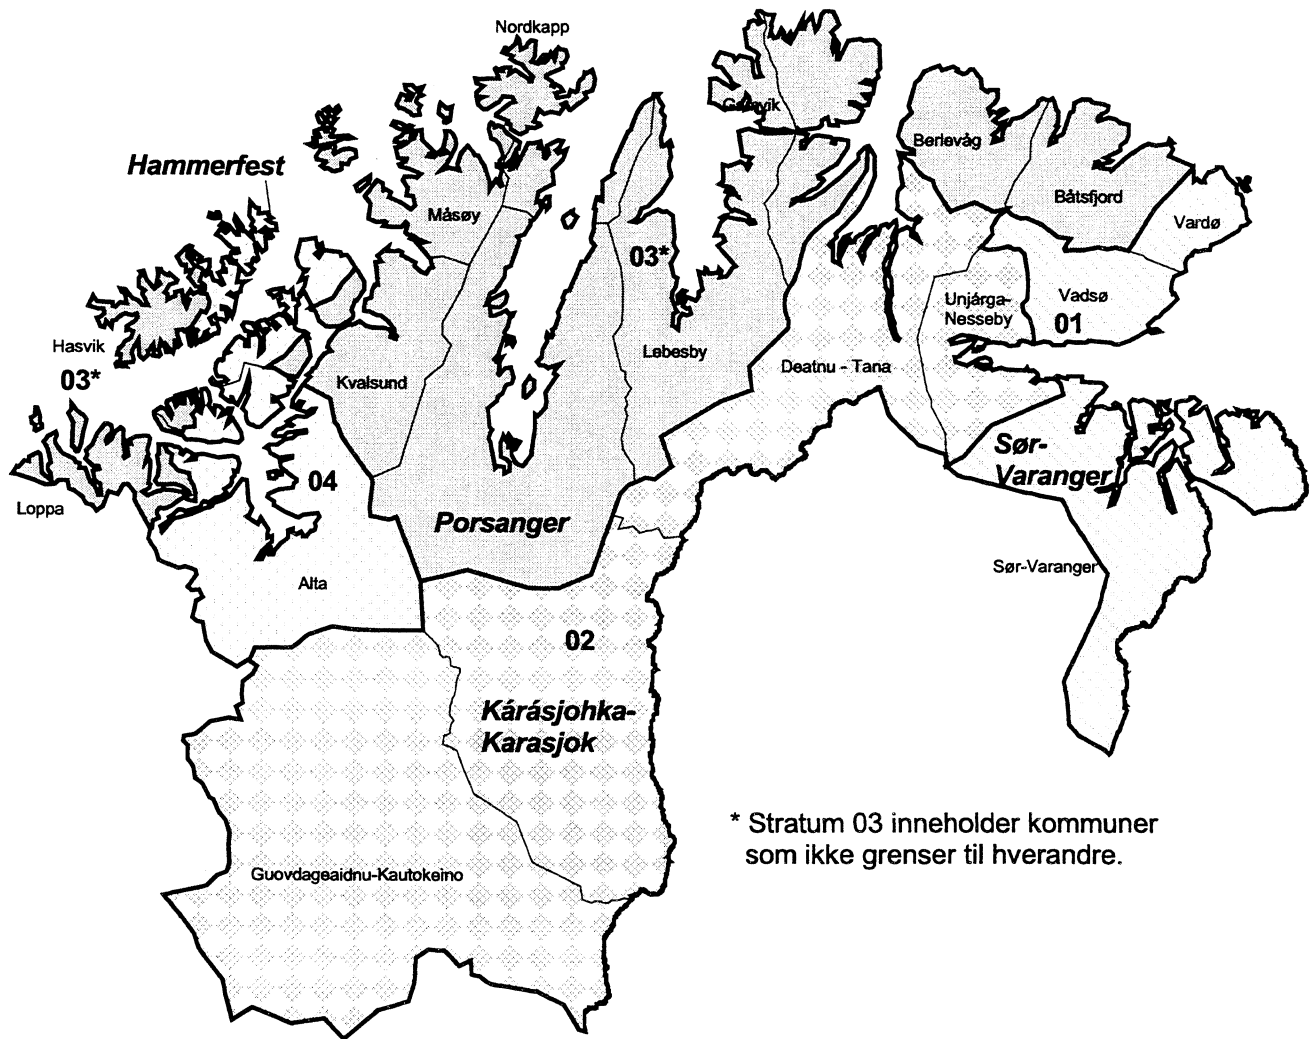 Nordkapp
Gamvik
Berlevåg
Hammerfest
Båtsfjord
Måsøy
Vardø
03*
Unjárga-
Nesseby
Vadsø
01
Hasvik
03*
Lebesby
Deatnu - Tana
Kvalsund
Sør-
Varanger
04
Loppa
Porsanger
Sør-Varanger
Alta
02
Kárásjohka-
Karasjok
* Stratum 03 inneholder kommuner
som ikke grenser til hverandre.
Guovdageaidnu-Kautokeino